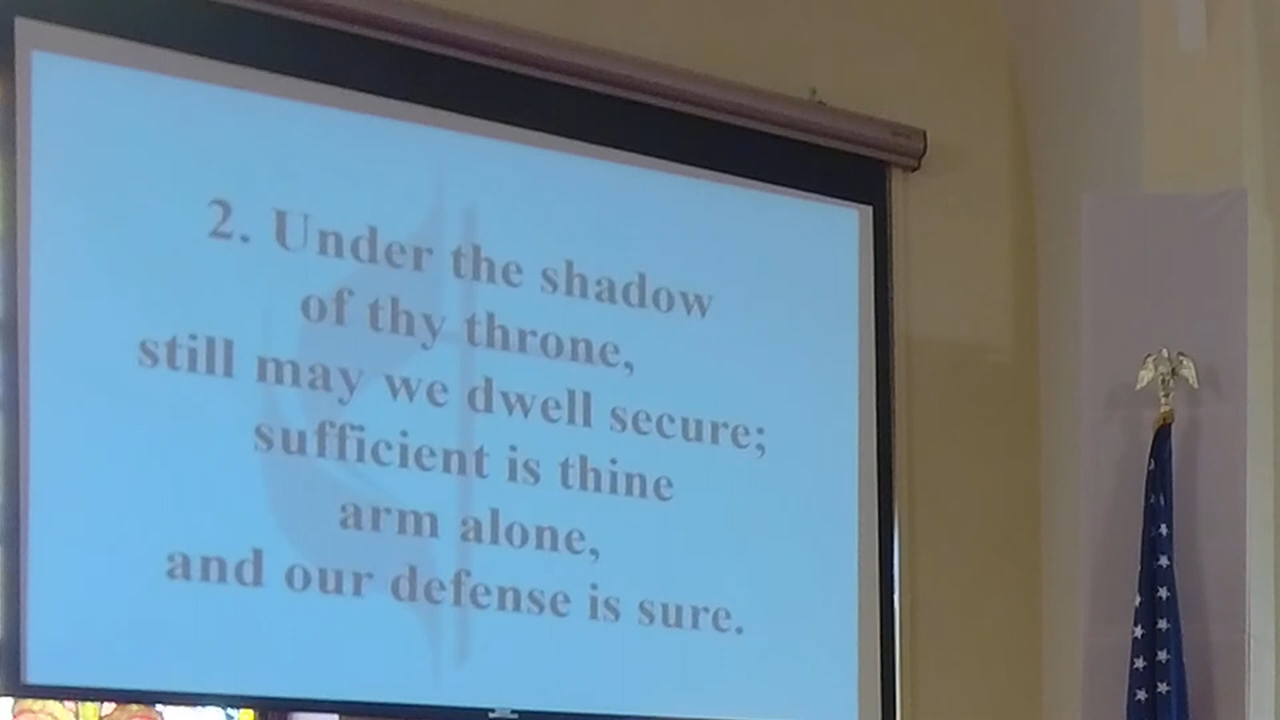 2. Under the shadow
of thy throne,
still may we dwell secure;
sufficient is thine
arm alone,
and our defense is sure.